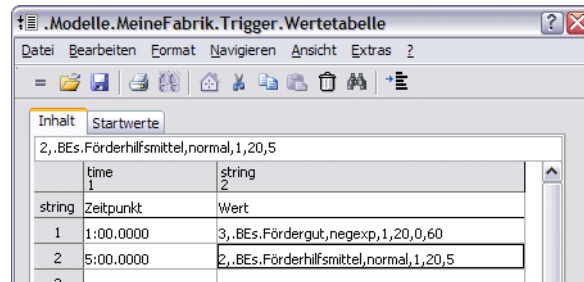 .Modelle.MeineFabrik.Trigger.Wertetabelle
Datei Bearbeiten Format Navigieren Ansicht Extras ?
Inhalt Startwerte
2,.BEs.Förderhilfsmittel,normal,1,20,5
time string
1 2
string Zeitpunkt Wert
1 1:00.0000 3,.BEs.Fördergut,negexp,1,20,0,60
2 5:00.0000 2,.BEs.Förderhilfsmittel,normal,1,20,5